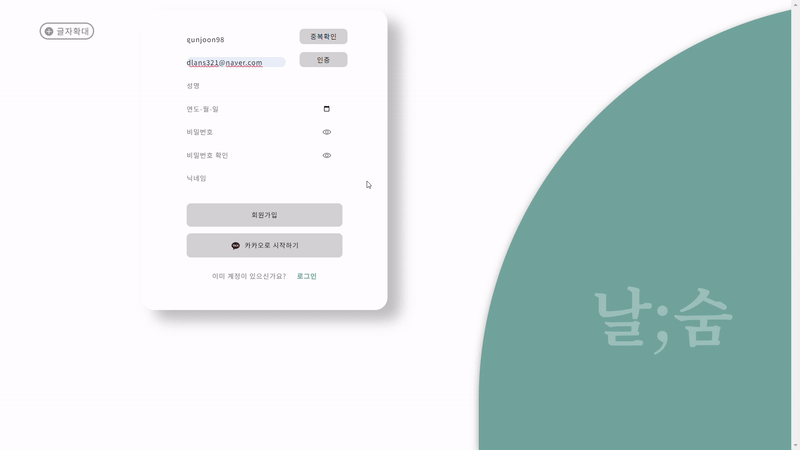 글자확대
qunjoon98
중복확인
dlans321@naver.com
인증
성명
연도-월-일
비밀번호
비밀번호 확인
닉네임
회원가입
카카오로 시작하기
이미 계정이 있으신가요? 로그인
날;숨